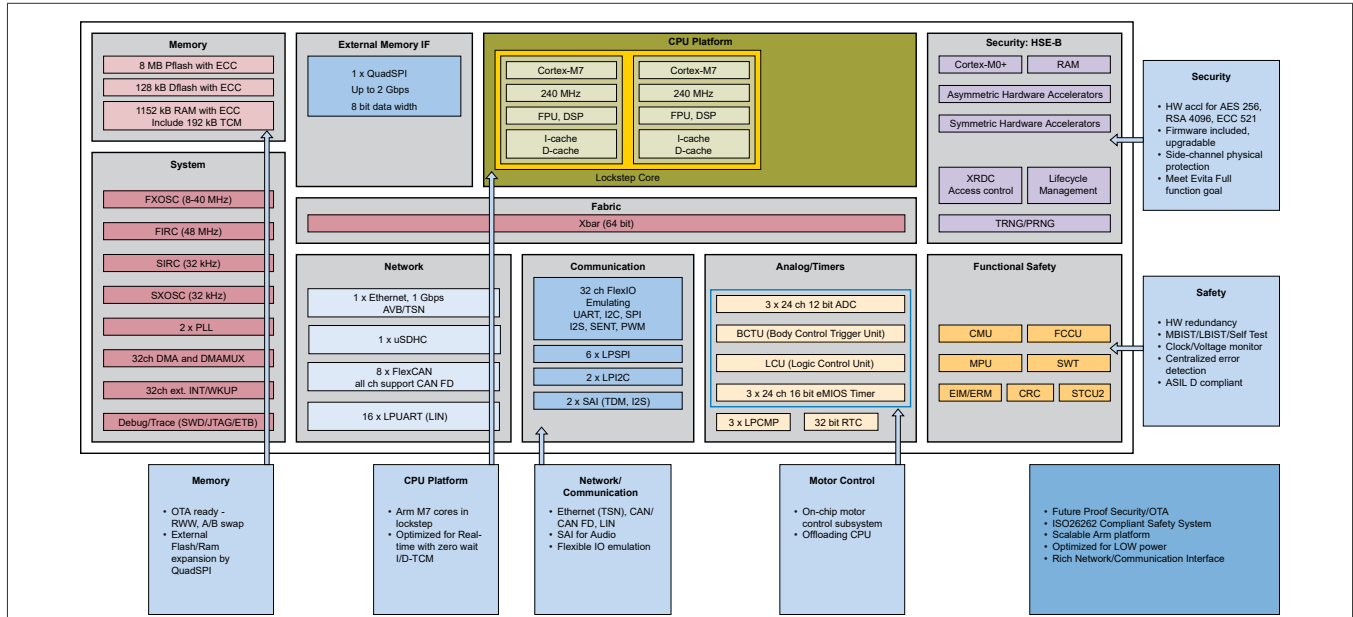 Memory
8 MB Pflash with ECC
128 kB Dflash with ECC
1152 kB RAM with ECC
Include 192 kB TCM
System
FXOSC (8-40 MHz)
FIRC (48 MHz)
SIRC (32 kHz)
SXOSC (32 kHz)
2 x PLL
32ch DMA and DMAMUX
32ch ext. INT/WKUP
Debug/Trace (SWD/JTAG/ETB)
External Memory IF
1 x QuadSPI
Up to 2 Gbps
8 bit data width
CPU Platform
Cortex-M7
240 MHz
FPU, DSP
I-cache
D-cache
Cortex-M7
240 MHz
FPU, DSP
I-cache
D-cache
Lockstep Core
Fabric
Xbar (64 bit)
Network
1 x Ethernet, 1 Gbps
AVB/TSN
1 x uSDHC
8 x FlexCAN
all ch support CAN FD
16 x LPUART (LIN)
Communication
32 ch FlexIO
Emulating
UART, I2C, SPI
I2S, SENT, PWM
6 x LPSPI
2 x LPI2C
2 x SAI (TDM, I2S)
Analog/Timers
3 x 24 ch 12 bit ADC
BCTU (Body Control Trigger Unit)
LCU (Logic Control Unit)
3 x 24 ch 16 bit eMIOS Timer
3 x LPCMP
32 bit RTC
Security: HSE-B
Cortex-M0+
RAM
Asymmetric Hardware Accelerators
Symmetric Hardware Accelerators
XRDC
Access control
Lifecycle
Management
TRNG/PRNG
Functional Safety
CMU
FCCU
MPU
SWT
EIM/ERM
CRC
STCU2
Security
• HW accl for AES 256,
RSA 4096, ECC 521
• Firmware included,
upgradable
• Side-channel physical
protection
• Meet Evita Full
function goal
Safety
• HW redundancy
• MBIST/LBIST/Self Test
• Clock/Voltage monitor
• Centralized error
detection
• ASIL D compliant
Memory
• OTA ready -
RWW, A/B swap
• External
Flash/Ram
expansion by
QuadSPI
CPU Platform
• Arm M7 cores in
lockstep
• Optimized for Real-
time with zero wait
I/D-TCM
Network/
Communication
• Ethernet (TSN), CAN/
CAN FD, LIN
• SAI for Audio
• Flexible IO emulation
Motor Control
• On-chip motor
control subsystem
• Offloading CPU
• Future Proof Security/OTA
• ISO26262 Compliant Safety System
• Scalable Arm platform
• Optimized for LOW power
• Rich Network/Communication Interface